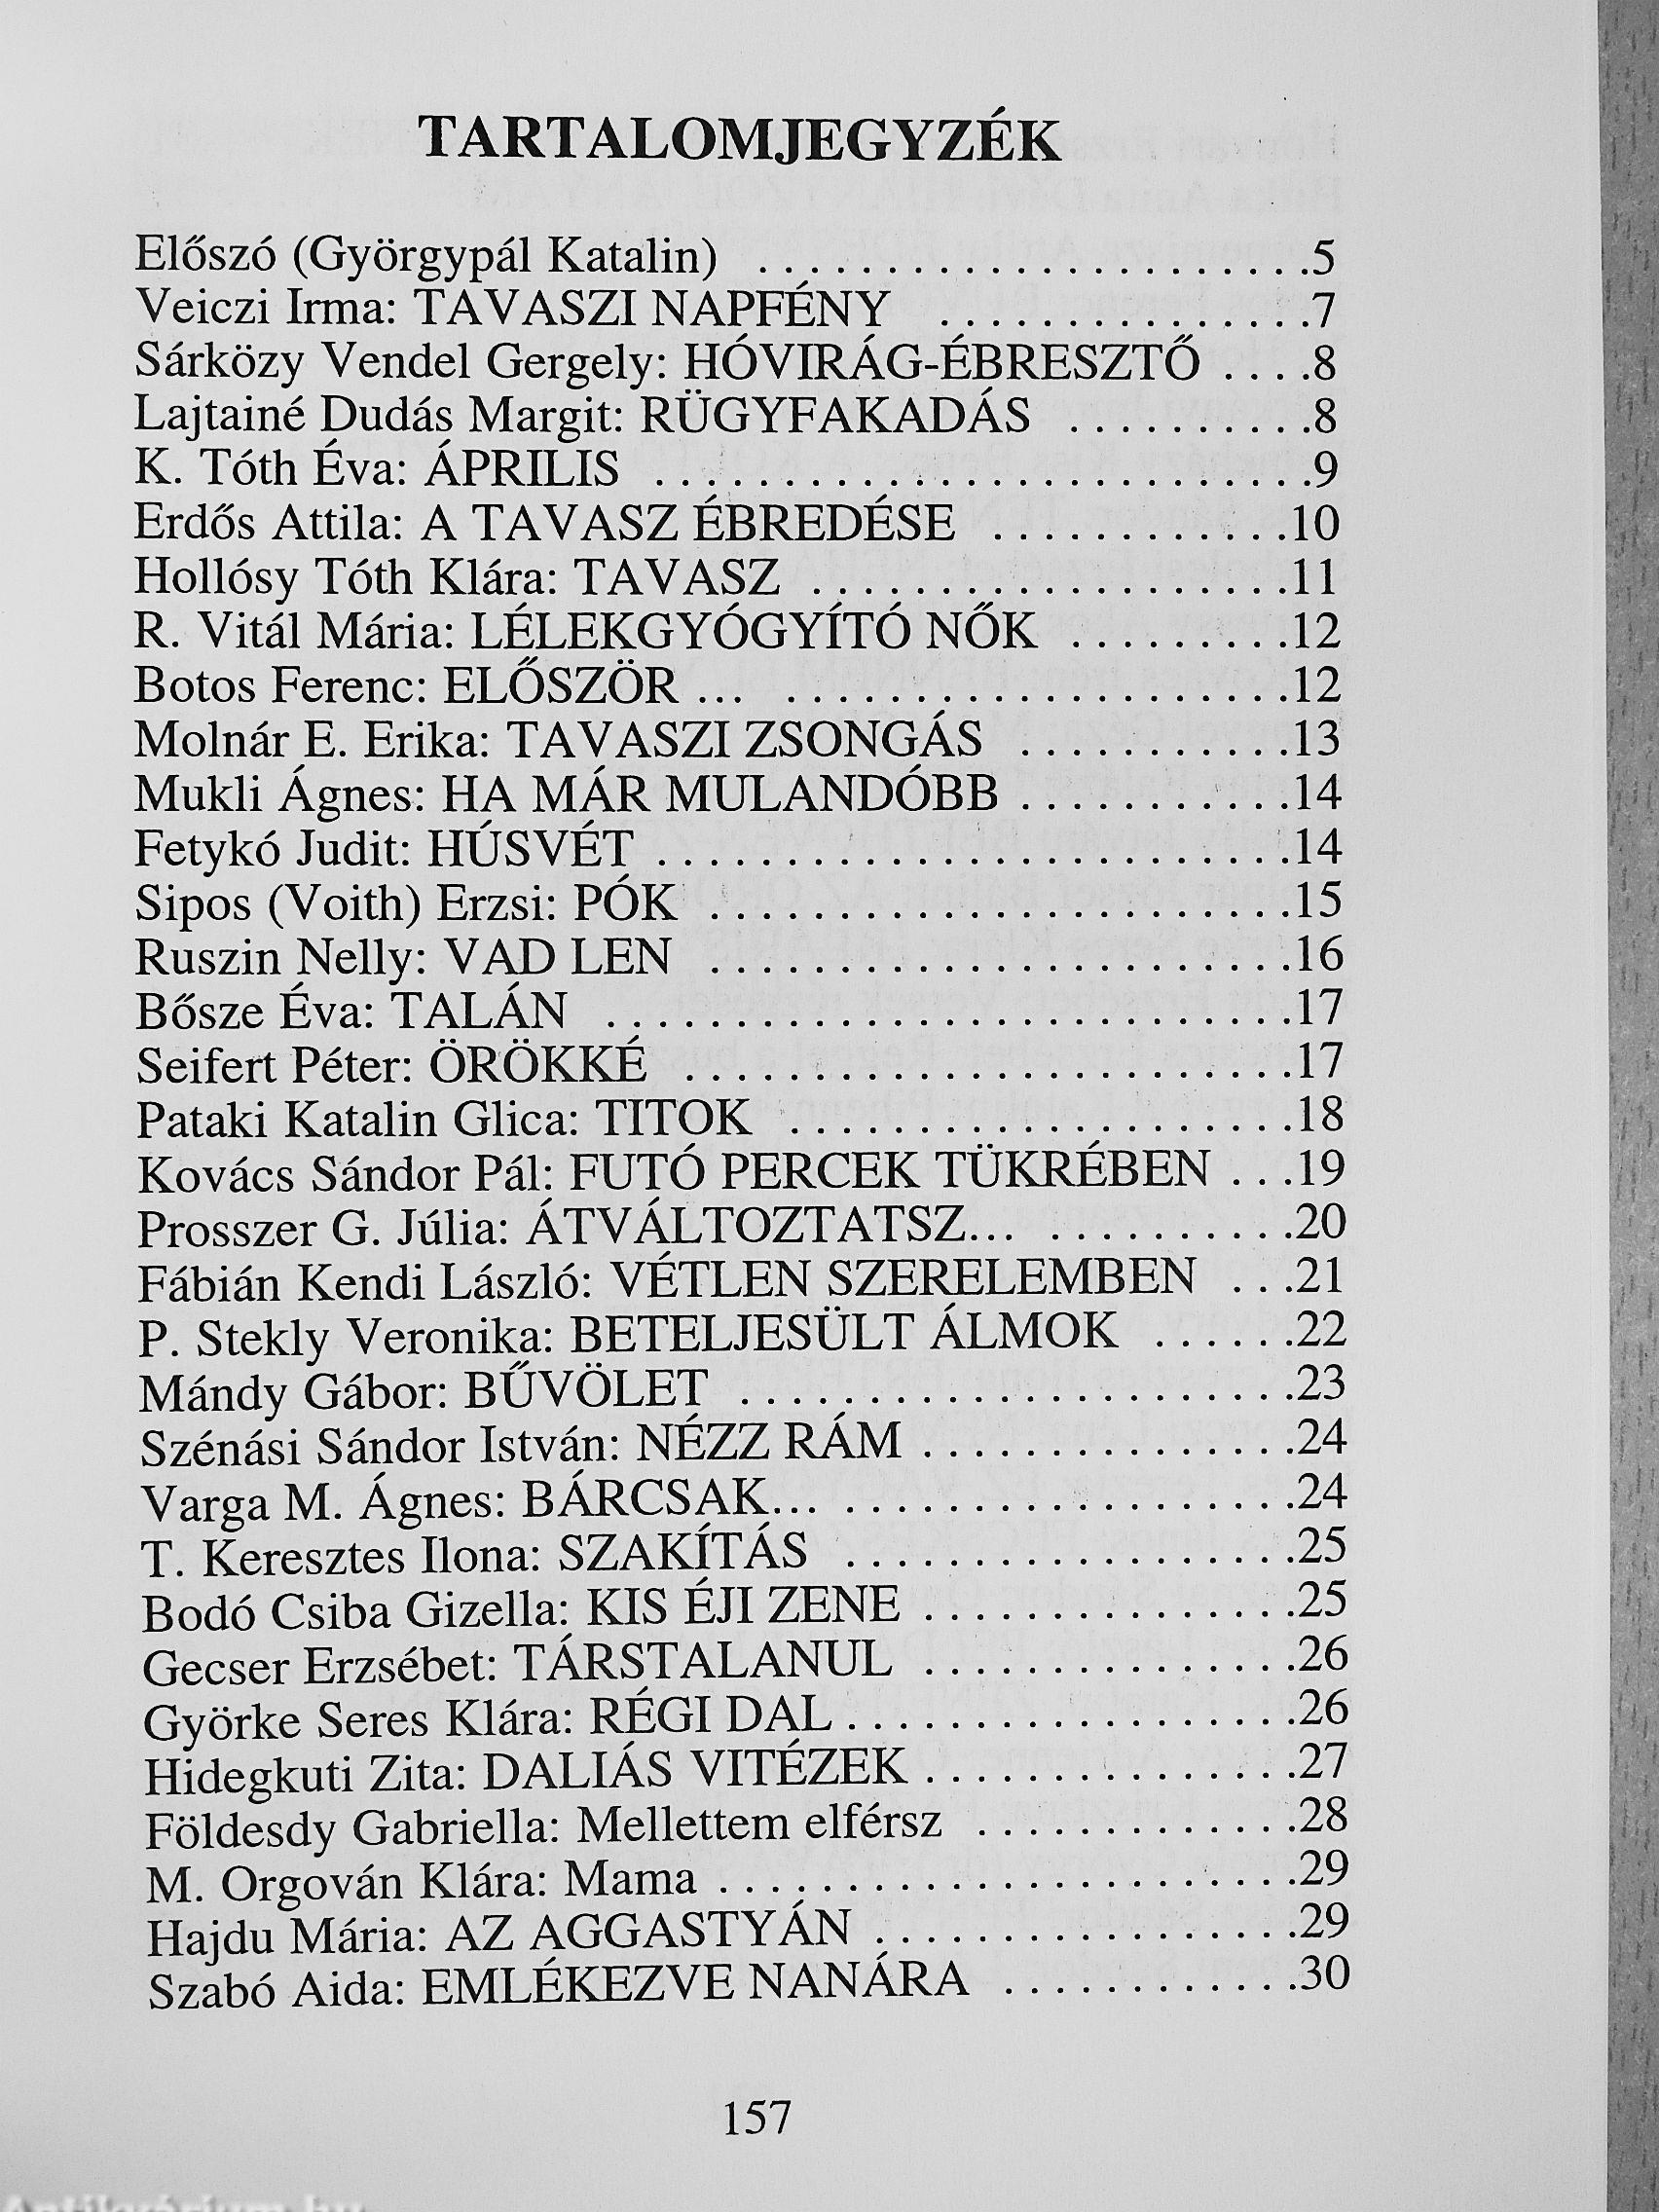 TARTALOMJEGYZÉK
Előszó (Györgypál Katalin) . . . . . . . . . . . . . . . . . . . . . .5
Veiczi Irma: TAVASZI NAPFÉNY . . . . . . . . . . . . . . .7
Sárközy Vendel Gergely: HÓVIRÁG-ÉBRESZTŐ . . . .8
Lajtainé Dudás Margit: RÜGYFAKADÁS . . . . . . . . . .8
K. Tóth Éva: ÁPRILIS . . . . . . . . . . . . . . . . . . . . . . . . . .9
Erdős Attila: A TAVASZ ÉBREDÉSE . . . . . . . . . . . .10
Hollósy Tóth Klára: TAVASZ . . . . . . . . . . . . . . . . . . .11
R. Vitál Mária: LÉLEKGYÓGYÍTÓ NŐK . . . . . . . . .12
Botos Ferenc: ELŐSZÖR ... . . . . . . . . . . . . . . . . . . . .12
Molnár E. Erika: TAVASZI ZSONGÁS . . . . . . . . . . .13
Mukli Ágnes: HA MÁR MULANDÓBB . . . . . . . . . . .14
Fetykó Judit: HÚSVÉT . . . . . . . . . . . . . . . . . . . . . . . . .14
Sipos (Voith) Erzsi: PÓK . . . . . . . . . . . . . . . . . . . . . . .15
Ruszin Nelly: VAD LEN . . . . . . . . . . . . . . . . . . . . . . .16
Bősze Éva: TALÁN . . . . . . . . . . . . . . . . . . . . . . . . . . .17
Seifert Péter: ÖRÖKKÉ . . . . . . . . . . . . . . . . . . . . . . . .17
Pataki Katalin Glica: TITOK . . . . . . . . . . . . . . . . . . . .18
Kovács Sándor Pál: FUTÓ PERCEK TÜKRÉBEN . . .19
Prosszer G. Júlia: ÁTVÁLTOZTATSZ... . . . . . . . . . .20
Fábián Kendi László: VÉTLEN SZERELEMBEN . . .21
P. Stekly Veronika: BETELJESÜLT ÁLMOK . . . . . .22
Mándy Gábor: BŰVÖLET . . . . . . . . . . . . . . . . . . . . . .23
Szénási Sándor István: NÉZZ RÁM . . . . . . . . . . . . . . .24
Varga M. Ágnes: BÁRCSAK... . . . . . . . . . . . . . . . . . .24
T. Keresztes Ilona: SZAKÍTÁS . . . . . . . . . . . . . . . . . .25
Bodó Csiba Gizella: KIS ÉJI ZENE . . . . . . . . . . . . . . .25
Gecser Erzsébet: TÁRSTALANUL . . . . . . . . . . . . . . .26
Györke Seres Klára: RÉGI DAL . . . . . . . . . . . . . . . . . .26
Hidegkuti Zita: DALIÁS VITÉZEK . . . . . . . . . . . . . . .27
Földesdy Gabriella: Mellettem elférsz . . . . . . . . . . . . .28
M. Orgován Klára: Mama . . . . . . . . . . . . . . . . . . . . . . .29
Hajdu Mária: AZ AGGASTYÁN . . . . . . . . . . . . . . . . .29
Szabó Aida: EMLÉKEZVE NANÁRA . . . . . . . . . . . .30
157